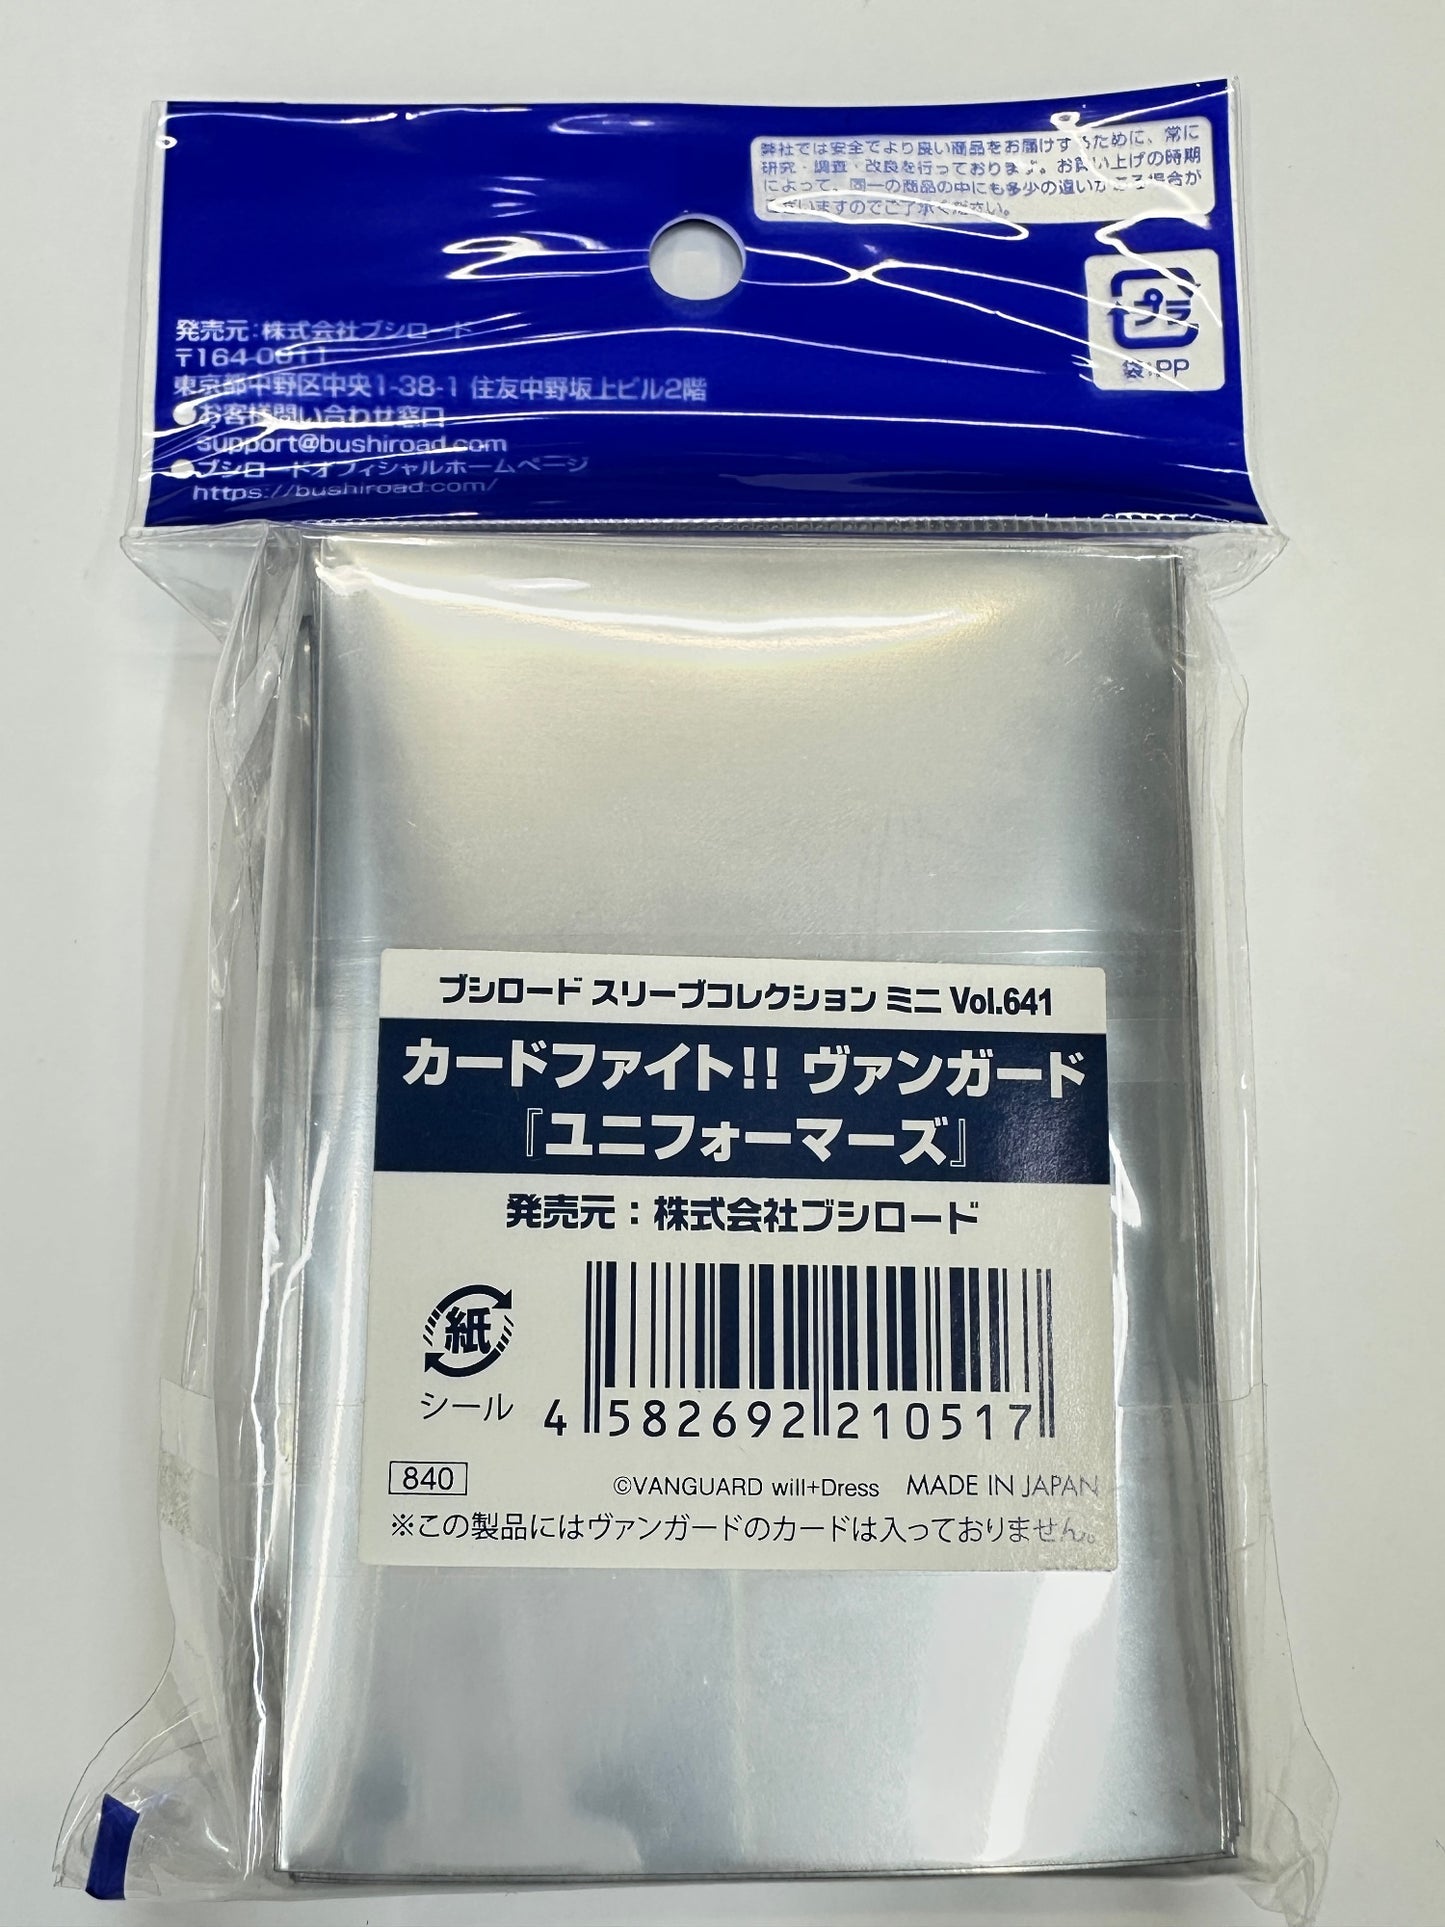 弊社では安全でより良い商品をお届けするために、常に
研究・調査・改良を行っております。お買い上げの時期
によって、同一の商品の中にも多少の違いがある場合が
ございますのでご了承ください。
プラ
袋:PP
発売元:株式会社ブシロード
〒164-0011
東京都中野区中央1-38-1 住友中野坂上ビル2階
●お客様問い合わせ窓口
support@bushiroad.com
●ブシロードオフィシャルホームページ
https://bushiroad.com/
ブシロード スリーブコレクション ミニ Vol.641
カードファイト!! ヴァンガード
『ユニフォーマーズ』
発売元:株式会社ブシロード
紙
シール
4 582692 210517
840
©VANGUARD will+Dress MADE IN JAPAN
※この製品にはヴァンガードのカードは入っておりません。